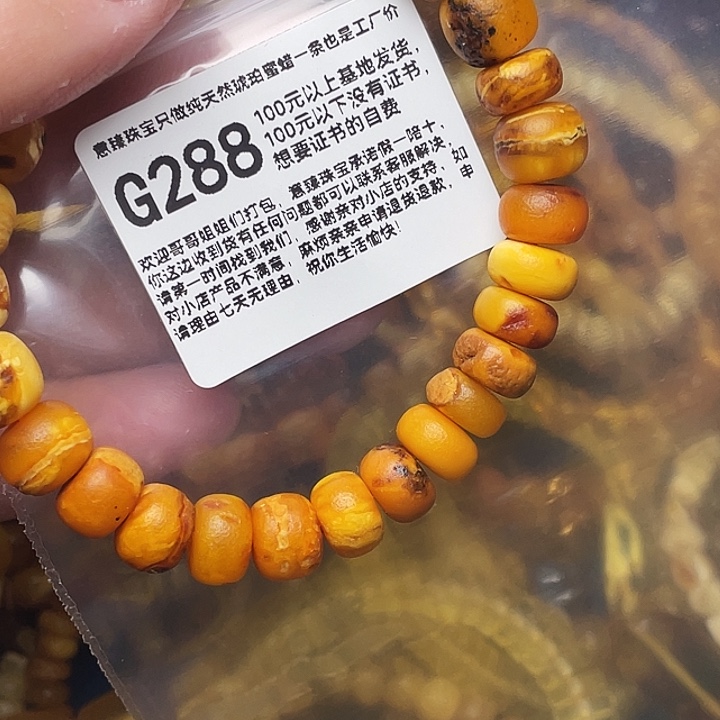 意臻珠宝只做纯天然琥珀蜜蜡一条也是工厂价
G288
100元以上基地发货，
100元以下没有证书，
想要证书的自费
欢迎哥哥姐姐们打包，意臻珠宝承诺假一赔十，
你这边收到货有任何问题都可以联系客服解决，
请第一时间找到我们，感谢亲对小店的支持，如
对小店产品不满意，麻烦亲亲申请退货退款，申
请理由七天无理由，祝你生活愉快！